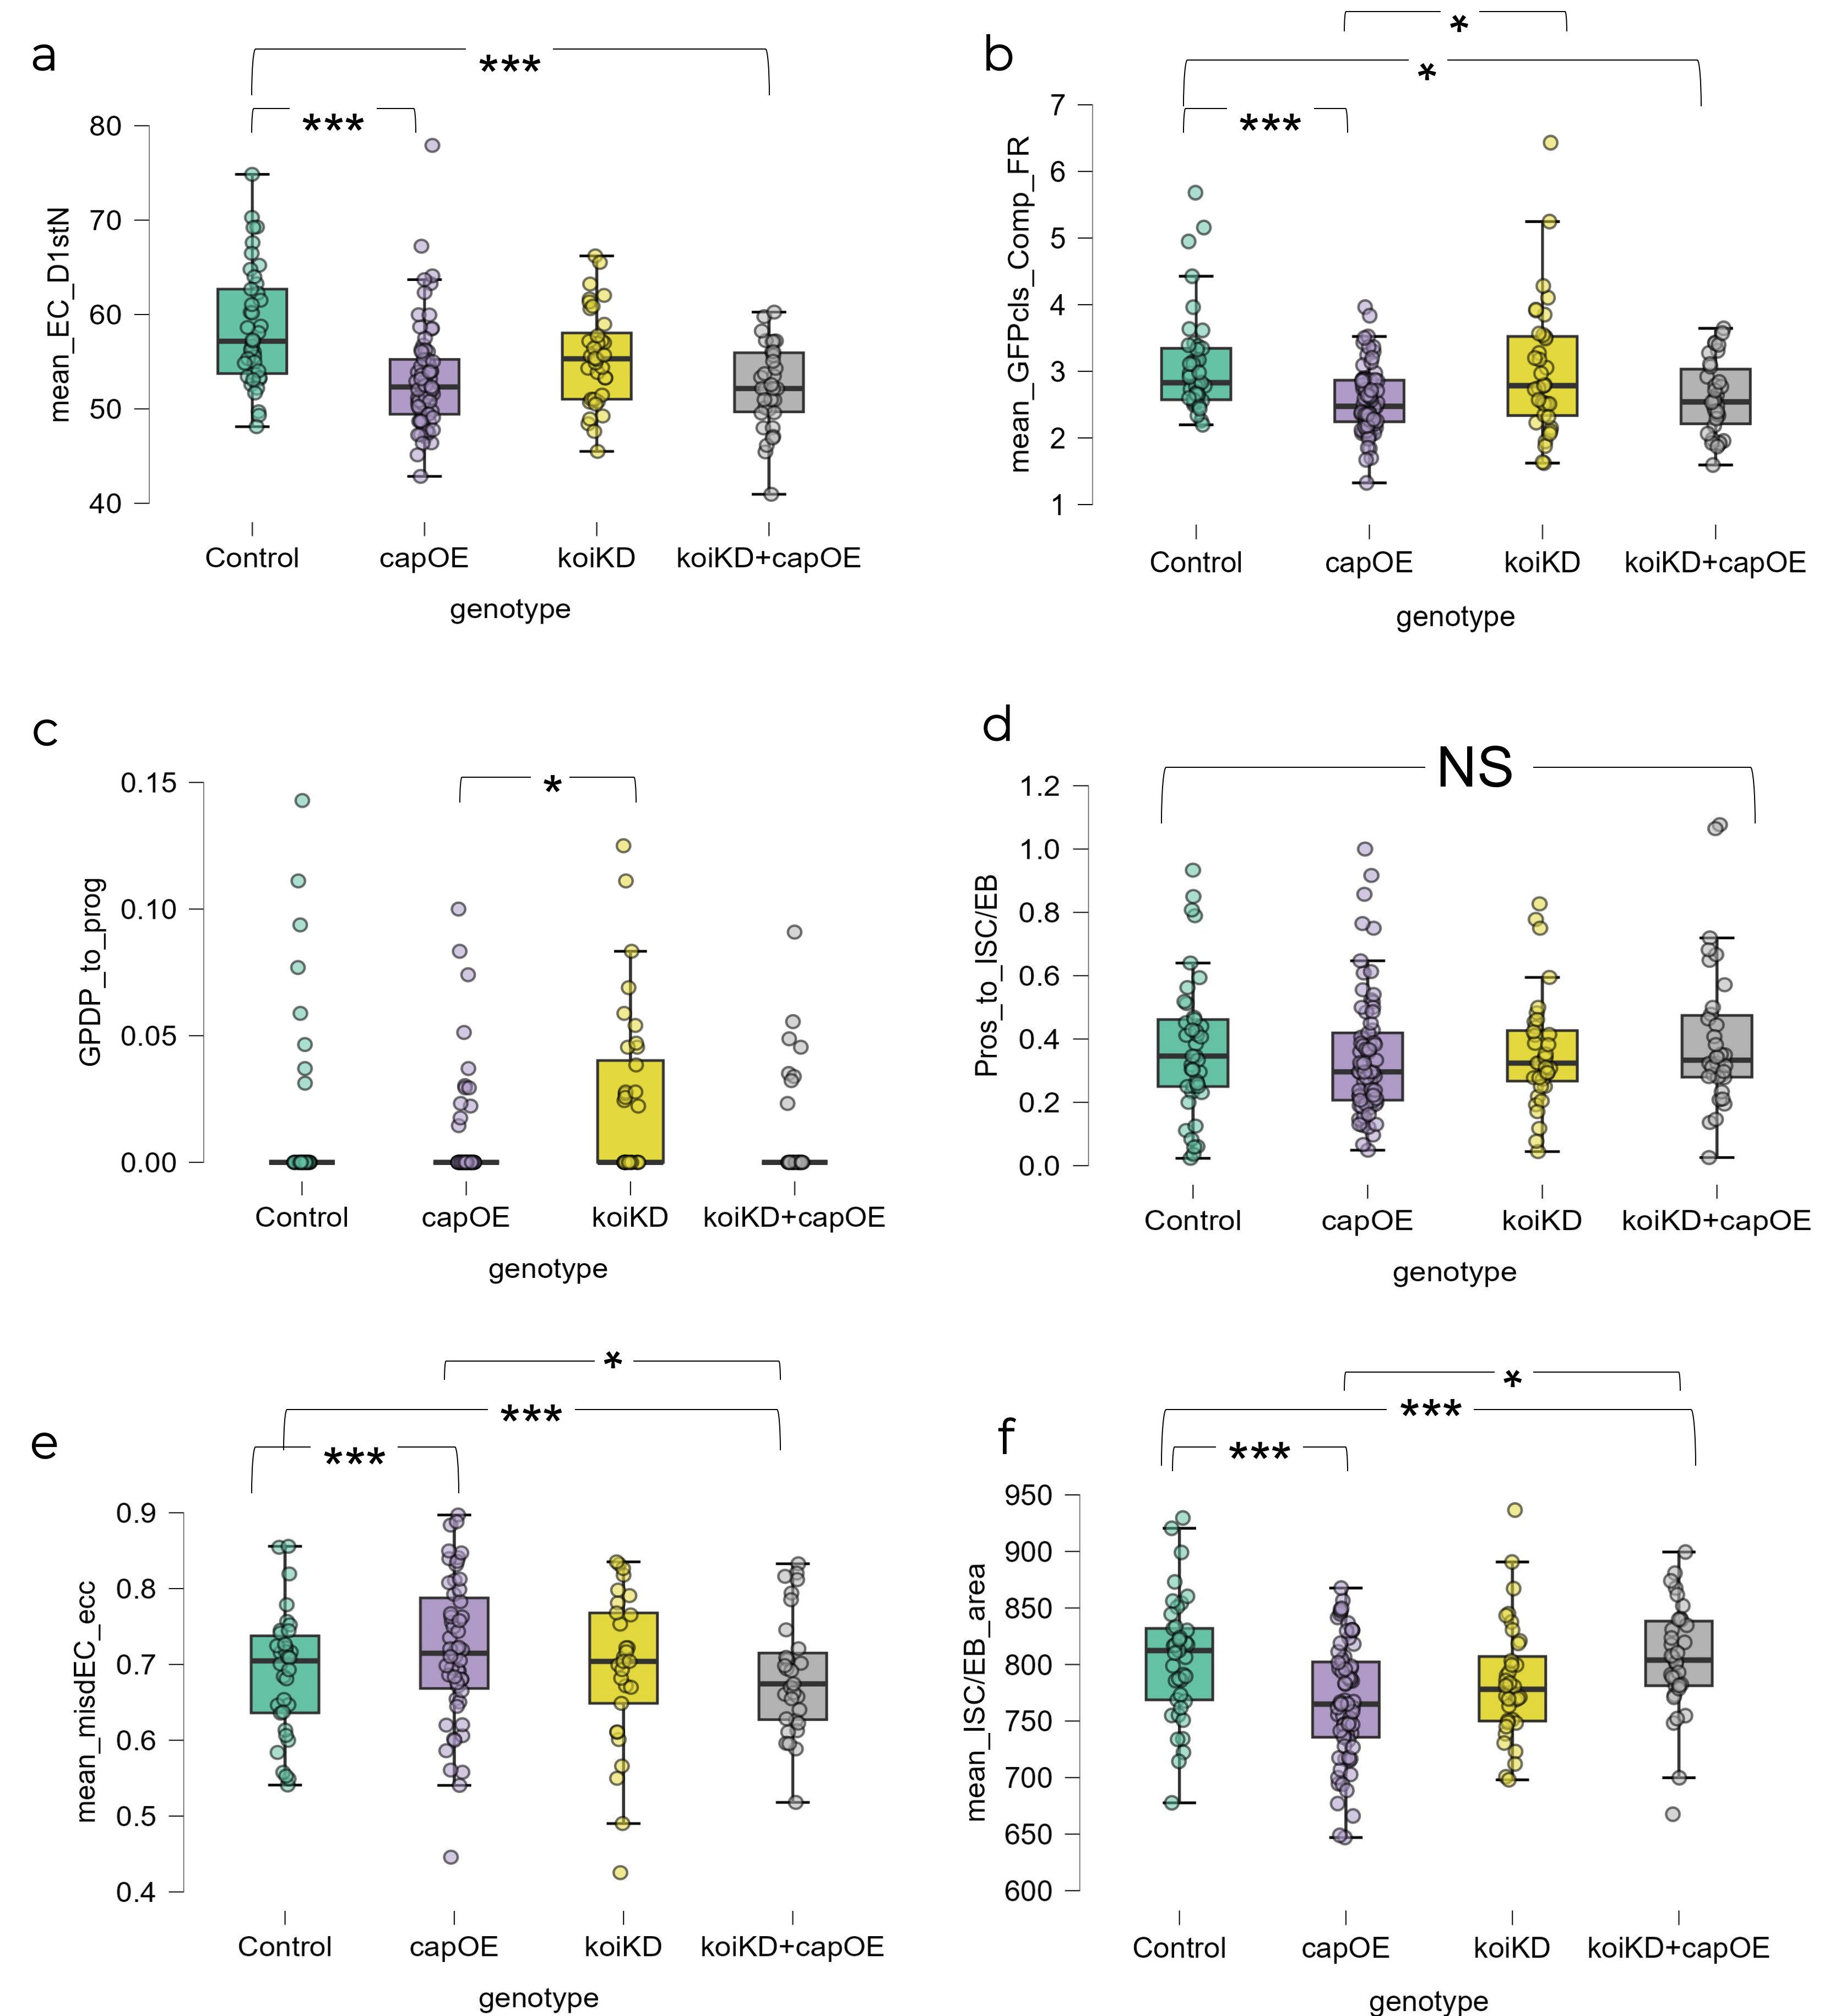 a
***
***
80
70
60
50
40
mean_EC_D1stN
Control capOE koiKD koiKD+capOE
genotype
b
*
*
***
7
6
5
4
3
2
1
mean_GFPcls_Comp_FR
Control capOE koiKD koiKD+capOE
genotype
c
*
0.15
0.10
0.05
0.00
GPDP_to_prog
Control capOE koiKD koiKD+capOE
genotype
d
NS
1.2
1.0
0.8
0.6
0.4
0.2
0.0
Pros_to_ISC/EB
Control capOE koiKD koiKD+capOE
genotype
e
*
***
***
0.9
0.8
0.7
0.6
0.5
0.4
mean_misdEC_ecc
Control capOE koiKD koiKD+capOE
genotype
f
*
***
***
950
900
850
800
750
700
650
600
mean_ISC/EB_area
Control capOE koiKD koiKD+capOE
genotype